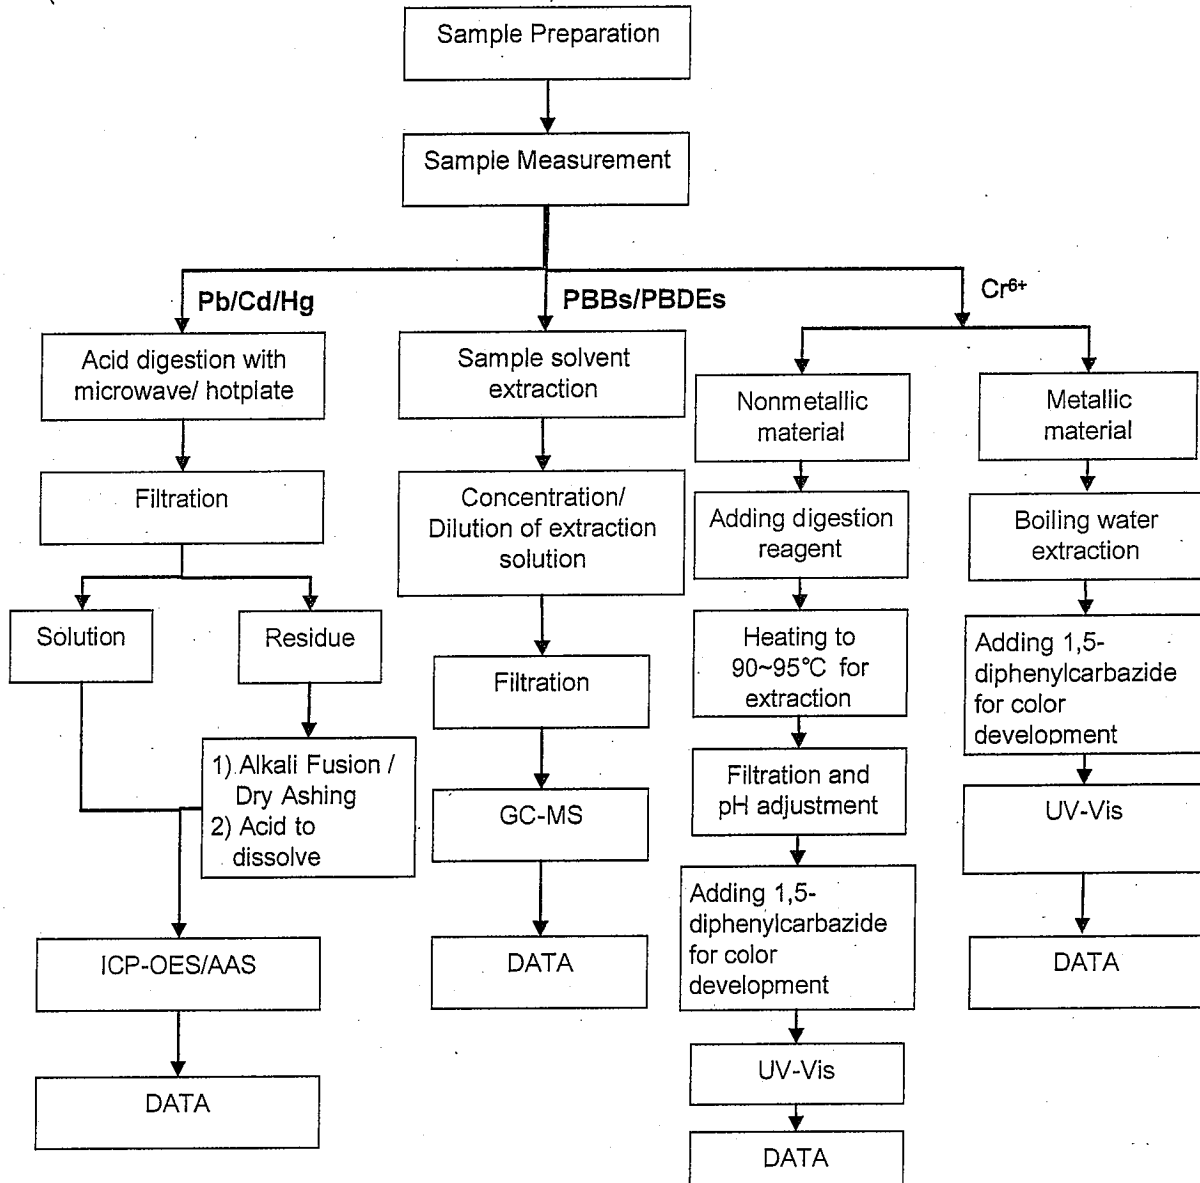 Sample Preparation
Sample Measurement
Pb/Cd/Hg
PBBs/PBDEs
Cr⁶⁺
Acid digestion with
microwave/ hotplate
Filtration
Solution
Residue
1) Alkali Fusion /
Dry Ashing
2) Acid to
dissolve
ICP-OES/AAS
DATA
Sample solvent
extraction
Concentration/
Dilution of extraction
solution
Filtration
GC-MS
DATA
Nonmetallic
material
Adding digestion
reagent
Heating to
90~95°C for
extraction
Filtration and
pH adjustment
Adding 1,5-
diphenylcarbazide
for color
development
UV-Vis
DATA
Metallic
material
Boiling water
extraction
Adding 1,5-
diphenylcarbazide
for color
development
UV-Vis
DATA